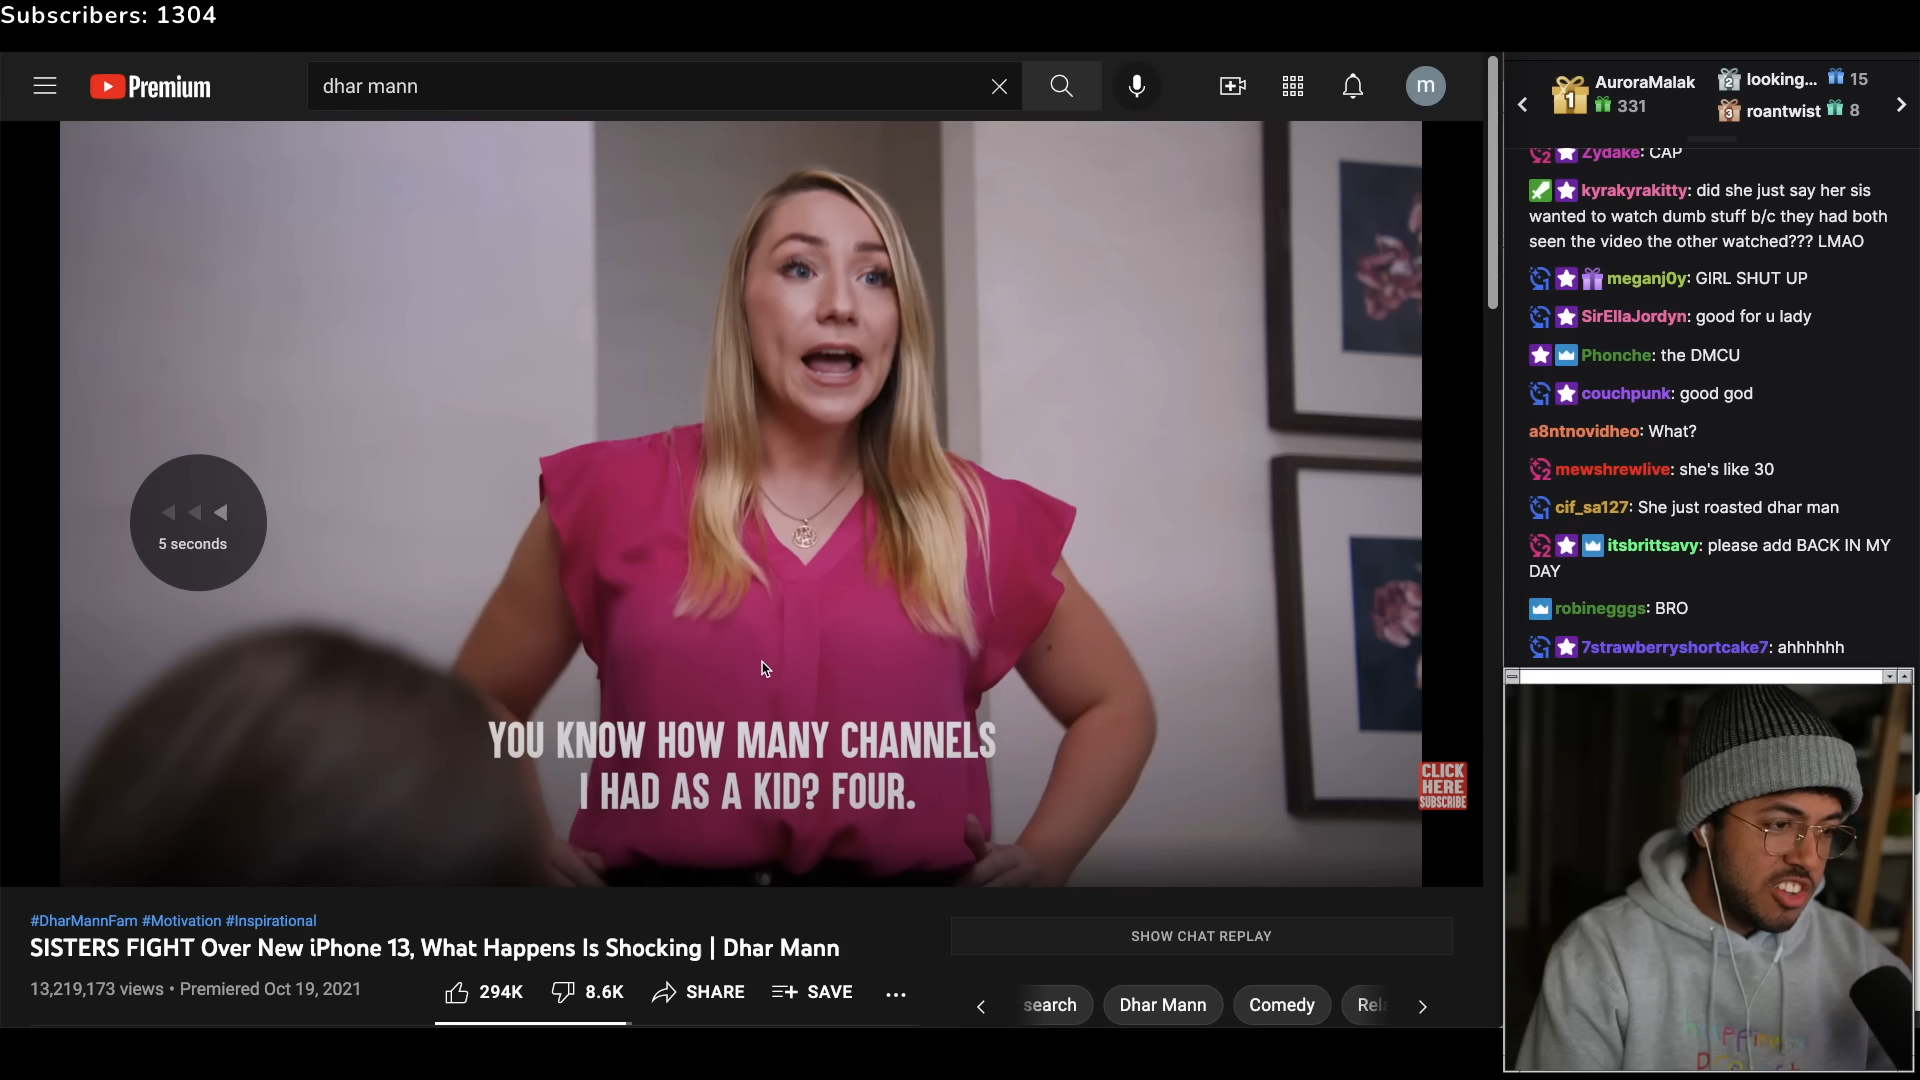 Subscribers: 1304
Premium
dhar mann
m
1
AuroraMalak
331
2
looking...
15
3
roantwist
8
Zydake: CAP
kyrakyrakitty: did she just say her sis
wanted to watch dumb stuff b/c they had both
seen the video the other watched??? LMAO
meganj0y: GIRL SHUT UP
SirEllaJordyn: good for u lady
Phonche: the DMCU
couchpunk: good god
a8ntnovidheo: What?
mewshrewlive: she's like 30
cif_sa127: She just roasted dhar man
itsbrittsavy: please add BACK IN MY
DAY
robinegggs: BRO
7strawberryshortcake7: ahhhhhh
5 seconds
YOU KNOW HOW MANY CHANNELS
I HAD AS A KID? FOUR.
CLICK
HERE
SUBSCRIBE
#DharMannFam #Motivation #Inspirational
SISTERS FIGHT Over New iPhone 13, What Happens Is Shocking | Dhar Mann
13,219,173 views • Premiered Oct 19, 2021
294K
8.6K
SHARE
SAVE
SHOW CHAT REPLAY
search
Dhar Mann
Comedy